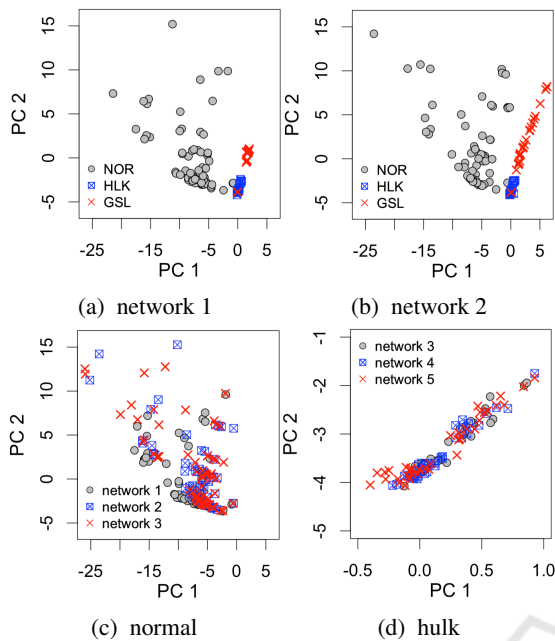 15
10
5
0
-5
PC 2
NOR
HLK
GSL
-25 -15 -5 0 5
PC 1
(a) network 1
15
10
5
0
-5
PC 2
NOR
HLK
GSL
-25 -15 -5 0 5
PC 1
(b) network 2
15
10
5
0
-5
PC 2
network 1
network 2
network 3
-25 -15 -5 0 5
PC 1
(c) normal
-1
-2
-3
-4
-5
PC 2
network 3
network 4
network 5
-0.5 0.0 0.5 1.0
PC 1
(d) hulk